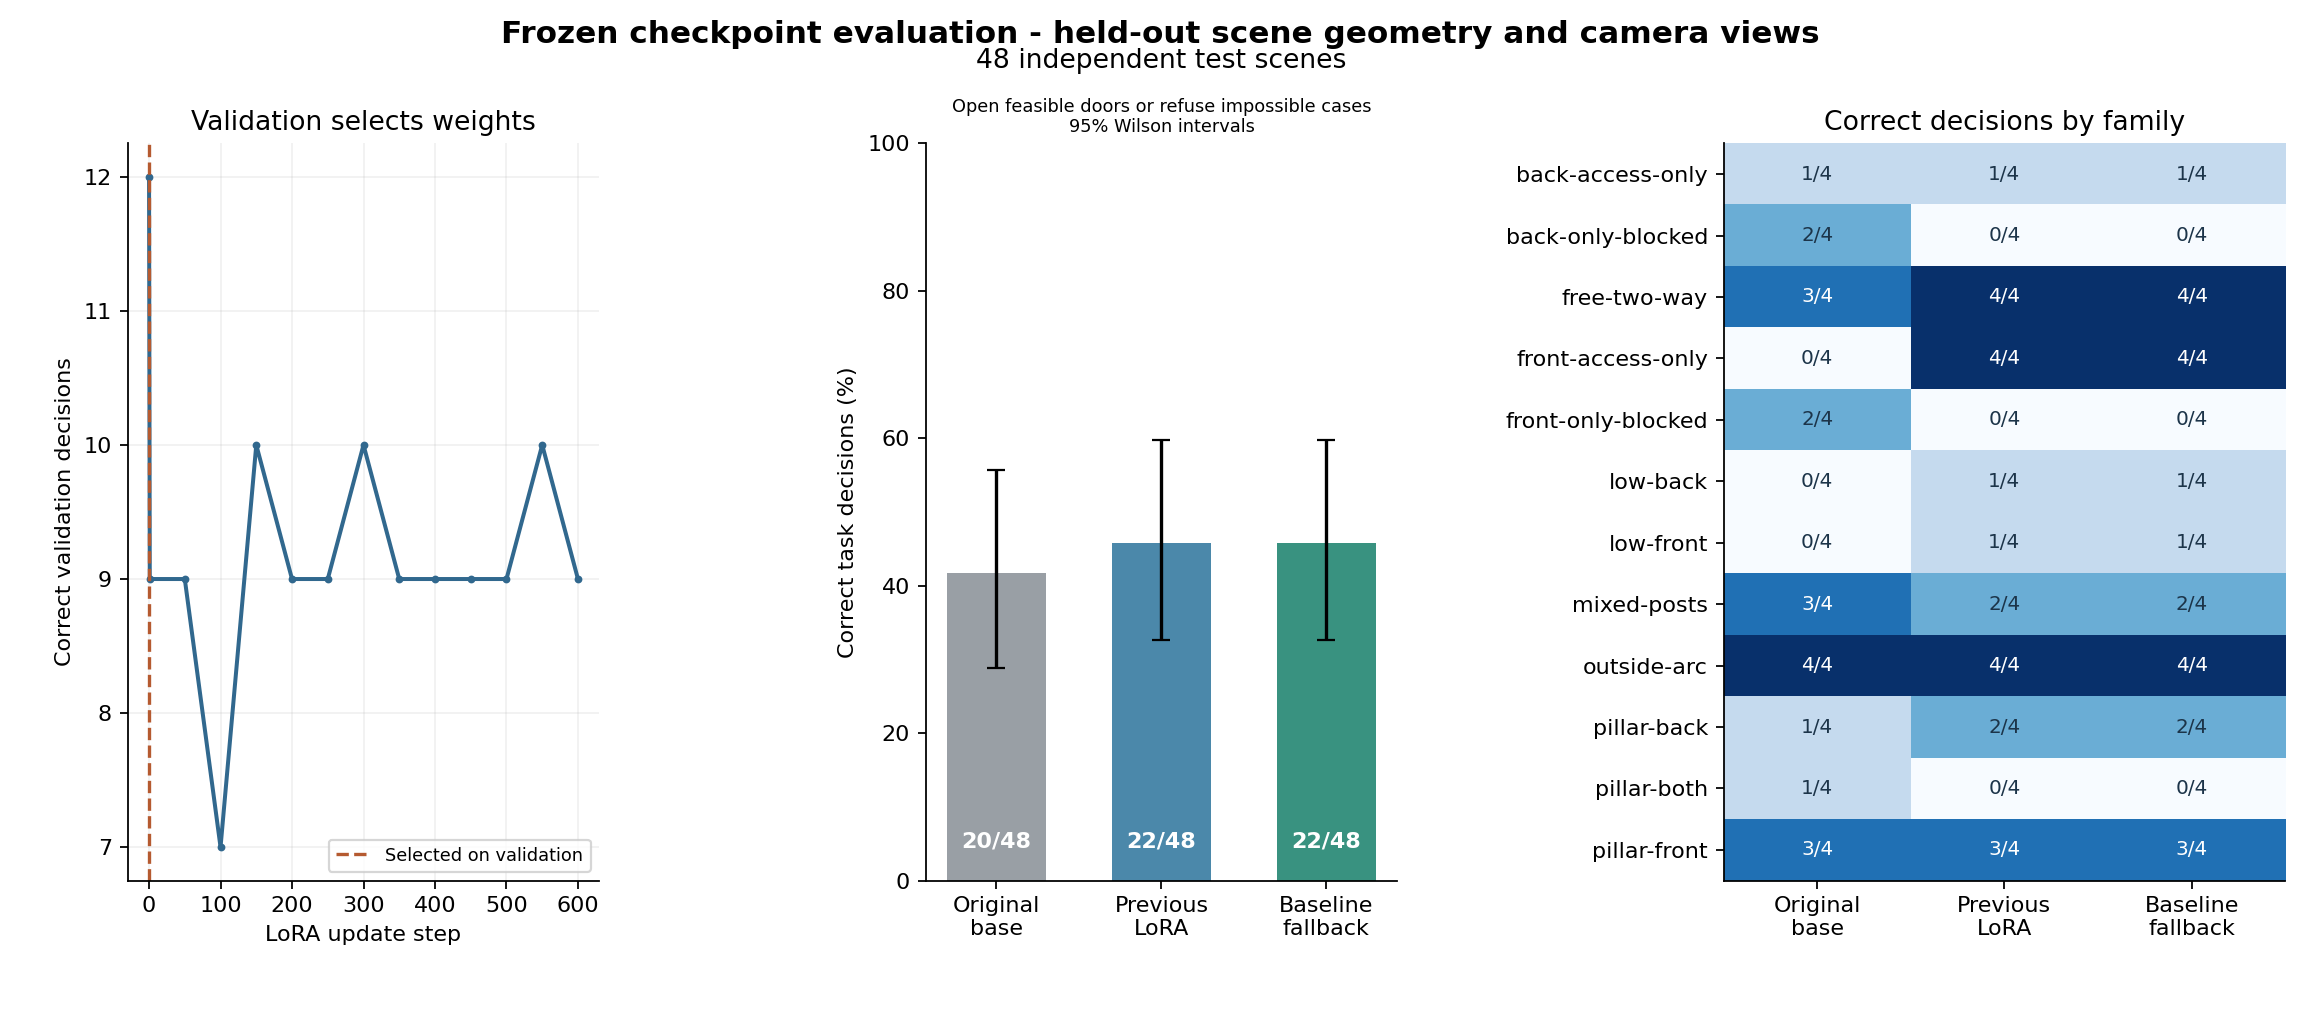 Frozen checkpoint evaluation - held-out scene geometry and camera views
48 independent test scenes
Validation selects weights
Correct validation decisions
12
11
10
9
8
7
0 100 200 300 400 500 600
LoRA update step
Selected on validation
Open feasible doors or refuse impossible cases
95% Wilson intervals
Correct task decisions (%)
100
80
60
40
20
0
20/48 22/48 22/48
Original base
Previous LoRA
Baseline fallback
Correct decisions by family
back-access-only 1/4 1/4 1/4
back-only-blocked 2/4 0/4 0/4
free-two-way 3/4 4/4 4/4
front-access-only 0/4 4/4 4/4
front-only-blocked 2/4 0/4 0/4
low-back 0/4 1/4 1/4
low-front 0/4 1/4 1/4
mixed-posts 3/4 2/4 2/4
outside-arc 4/4 4/4 4/4
pillar-back 1/4 2/4 2/4
pillar-both 1/4 0/4 0/4
pillar-front 3/4 3/4 3/4
Original base
Previous LoRA
Baseline fallback